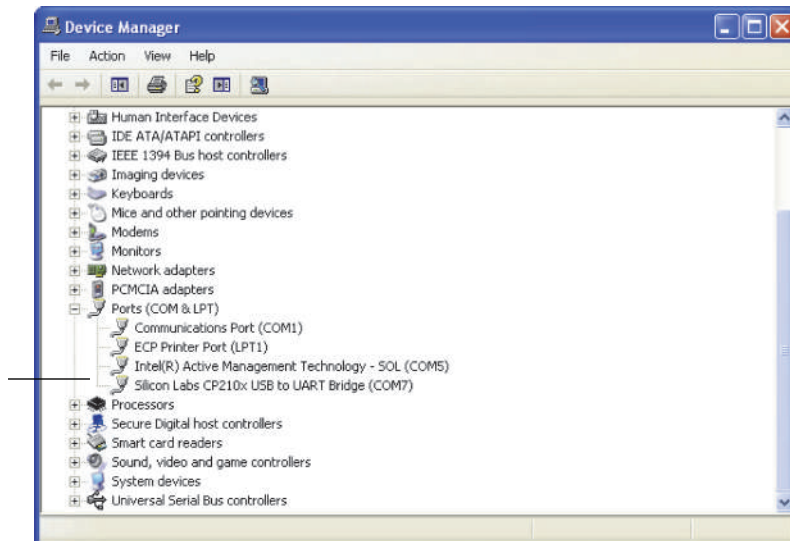 Device Manager
File Action View Help
Human Interface Devices
IDE ATA/ATAPI controllers
IEEE 1394 Bus host controllers
Imaging devices
Keyboards
Mice and other pointing devices
Modems
Monitors
Network adapters
PCMCIA adapters
Ports (COM & LPT)
Communications Port (COM1)
ECP Printer Port (LPT1)
Intel(R) Active Management Technology - SOL (COM5)
Silicon Labs CP210x USB to UART Bridge (COM7)
Processors
Secure Digital host controllers
Smart card readers
Sound, video and game controllers
System devices
Universal Serial Bus controllers